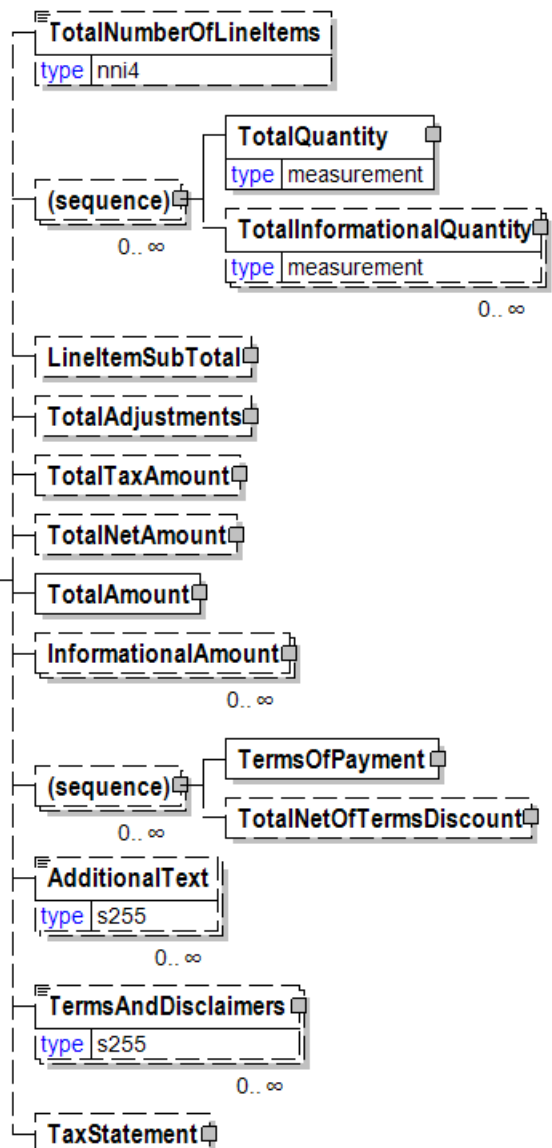 TotalNumberOfLineItems
type nni4
TotalQuantity
type measurement
(sequence)
0.. ∞
TotalInformationalQuantity
type measurement
0.. ∞
LineItemSubTotal
TotalAdjustments
TotalTaxAmount
TotalNetAmount
TotalAmount
InformationalAmount
0.. ∞
TermsOfPayment
(sequence)
0.. ∞
TotalNetOfTermsDiscount
AdditionalText
type s255
0.. ∞
TermsAndDisclaimers
type s255
0.. ∞
TaxStatement